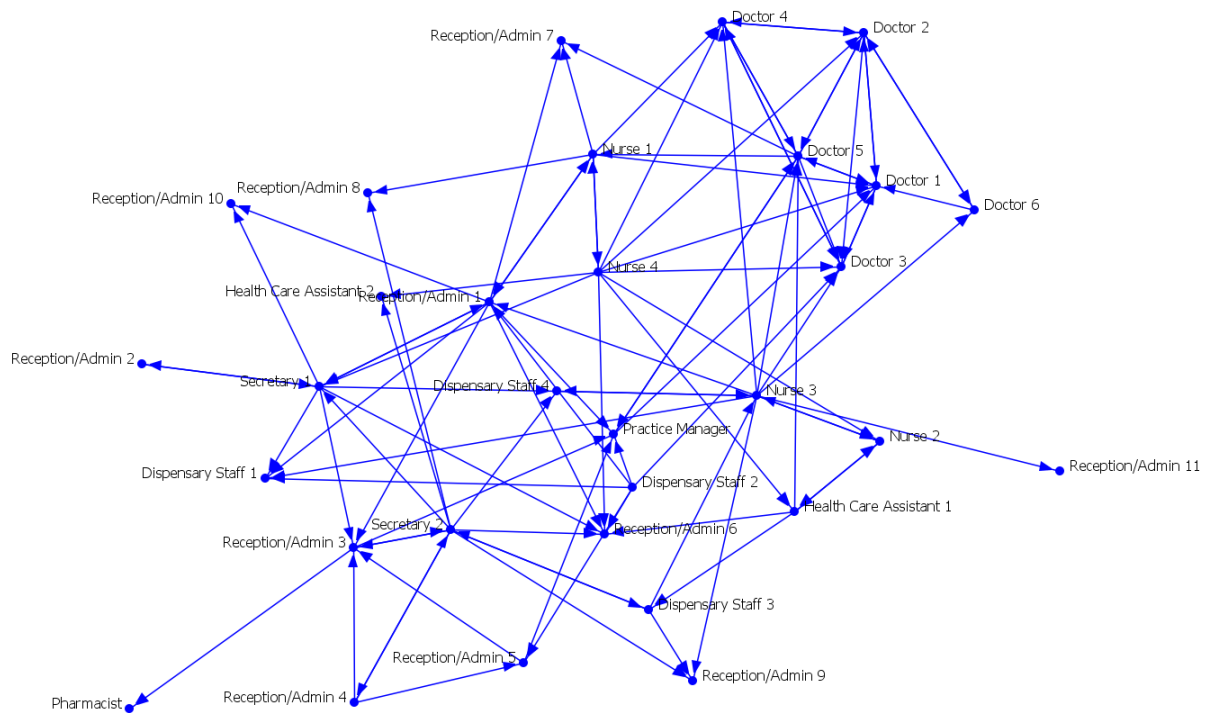 Doctor 4
Doctor 2
Reception/Admin 7
Nurse 1
Doctor 5
Doctor 1
Reception/Admin 8
Reception/Admin 10
Doctor 6
Doctor 3
Nurse 4
Health Care Assistant 2
Reception/Admin 1
Reception/Admin 2
Secretary 1
Dispensary Staff 4
Nurse 3
Practice Manager
Nurse 2
Reception/Admin 11
Dispensary Staff 1
Dispensary Staff 2
Health Care Assistant 1
Secretary 2
Reception/Admin 6
Reception/Admin 3
Dispensary Staff 3
Reception/Admin 5
Reception/Admin 9
Reception/Admin 4
Pharmacist